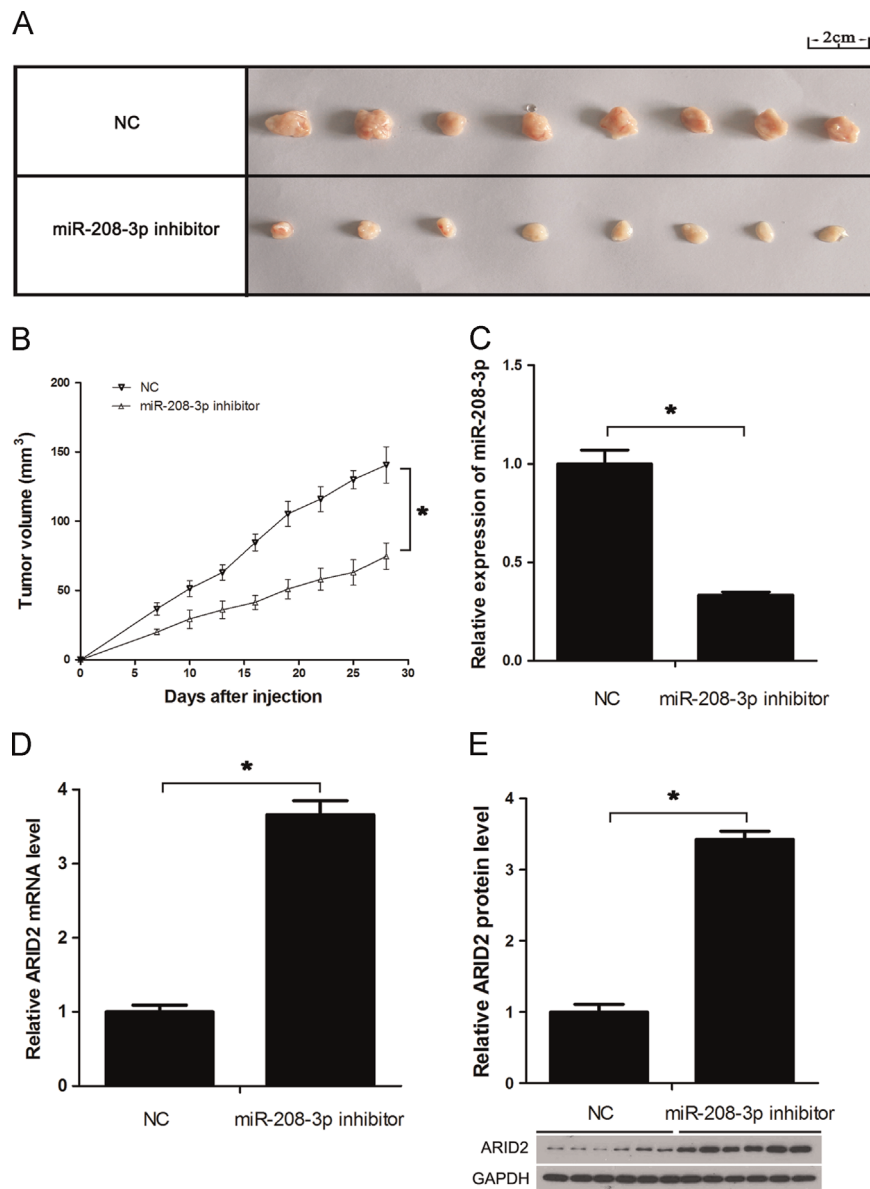 A
2cm
NC
miR-208-3p inhibitor
B
Tumor volume (mm3)
200
150
100
50
0
NC
miR-208-3p inhibitor
0 5 10 15 20 25 30
Days after injection
*
C
Relative expression of miR-208-3p
1.5
1.0
0.5
0.0
*
NC miR-208-3p inhibitor
D
Relative ARID2 mRNA level
4
3
2
1
0
*
NC miR-208-3p inhibitor
E
Relative ARID2 protein level
4
3
2
1
0
*
NC miR-208-3p inhibitor
ARID2
GAPDH